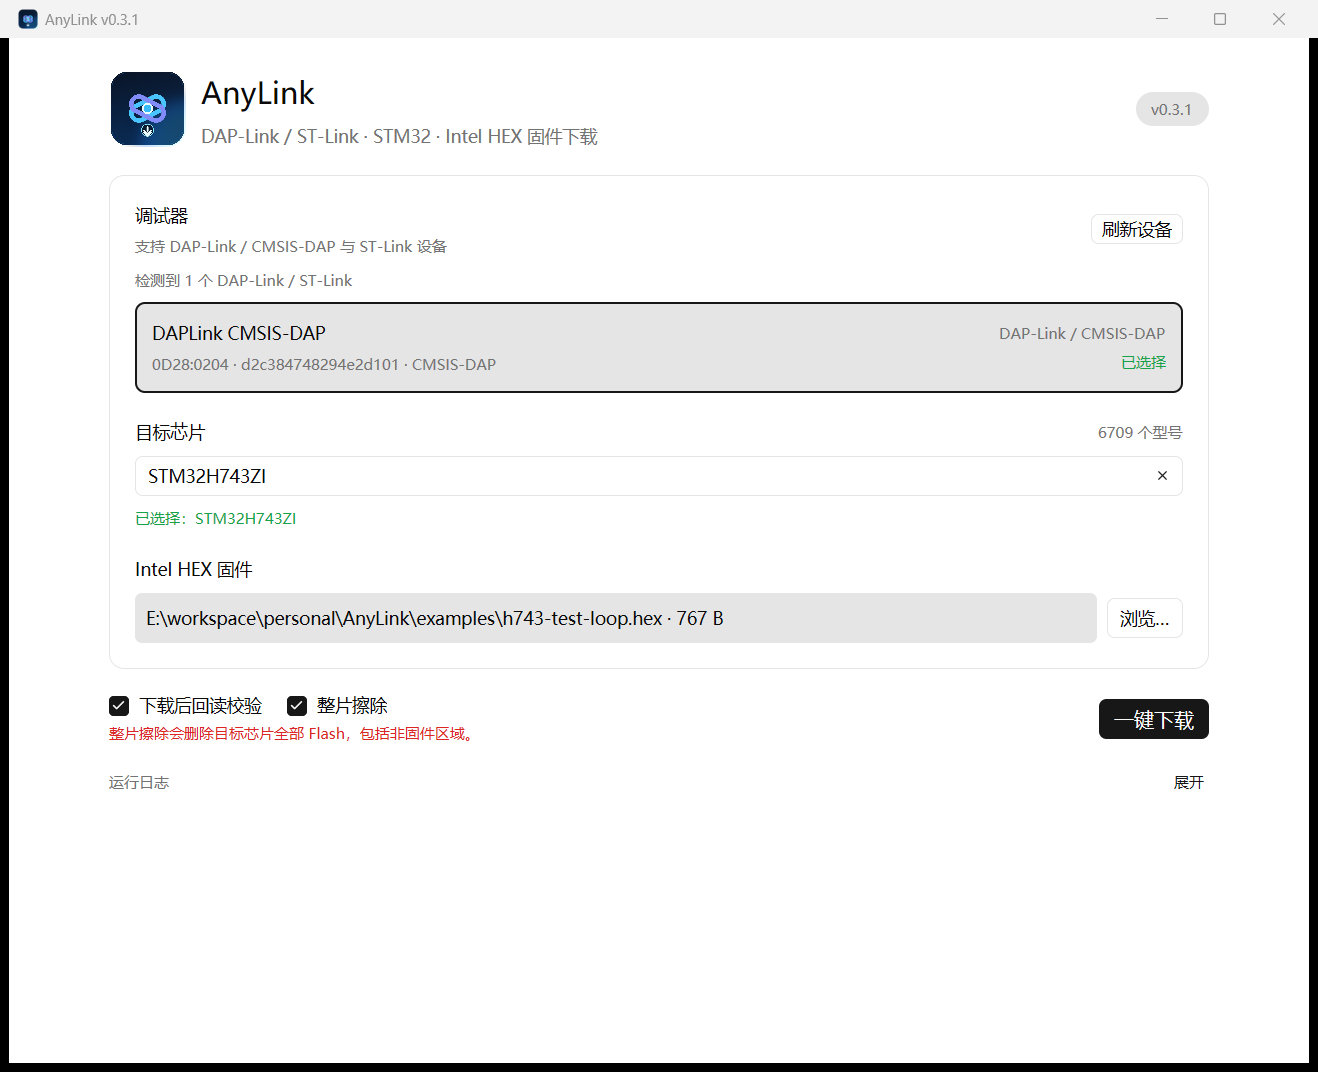 AnyLink v0.3.1
AnyLink
DAP-Link / ST-Link · STM32 · Intel HEX 固件下载
v0.3.1
调试器
支持 DAP-Link / CMSIS-DAP 与 ST-Link 设备
刷新设备
检测到 1 个 DAP-Link / ST-Link
DAPLink CMSIS-DAP
DAP-Link / CMSIS-DAP
0D28:0204 · d2c384748294e2d101 · CMSIS-DAP
已选择
目标芯片
6709 个型号
STM32H743ZI
已选择：STM32H743ZI
Intel HEX 固件
E:\workspace\personal\AnyLink\examples\h743-test-loop.hex · 767 B
浏览...
下载后回读校验
整片擦除
一键下载
整片擦除会删除目标芯片全部 Flash，包括非固件区域。
运行日志
展开